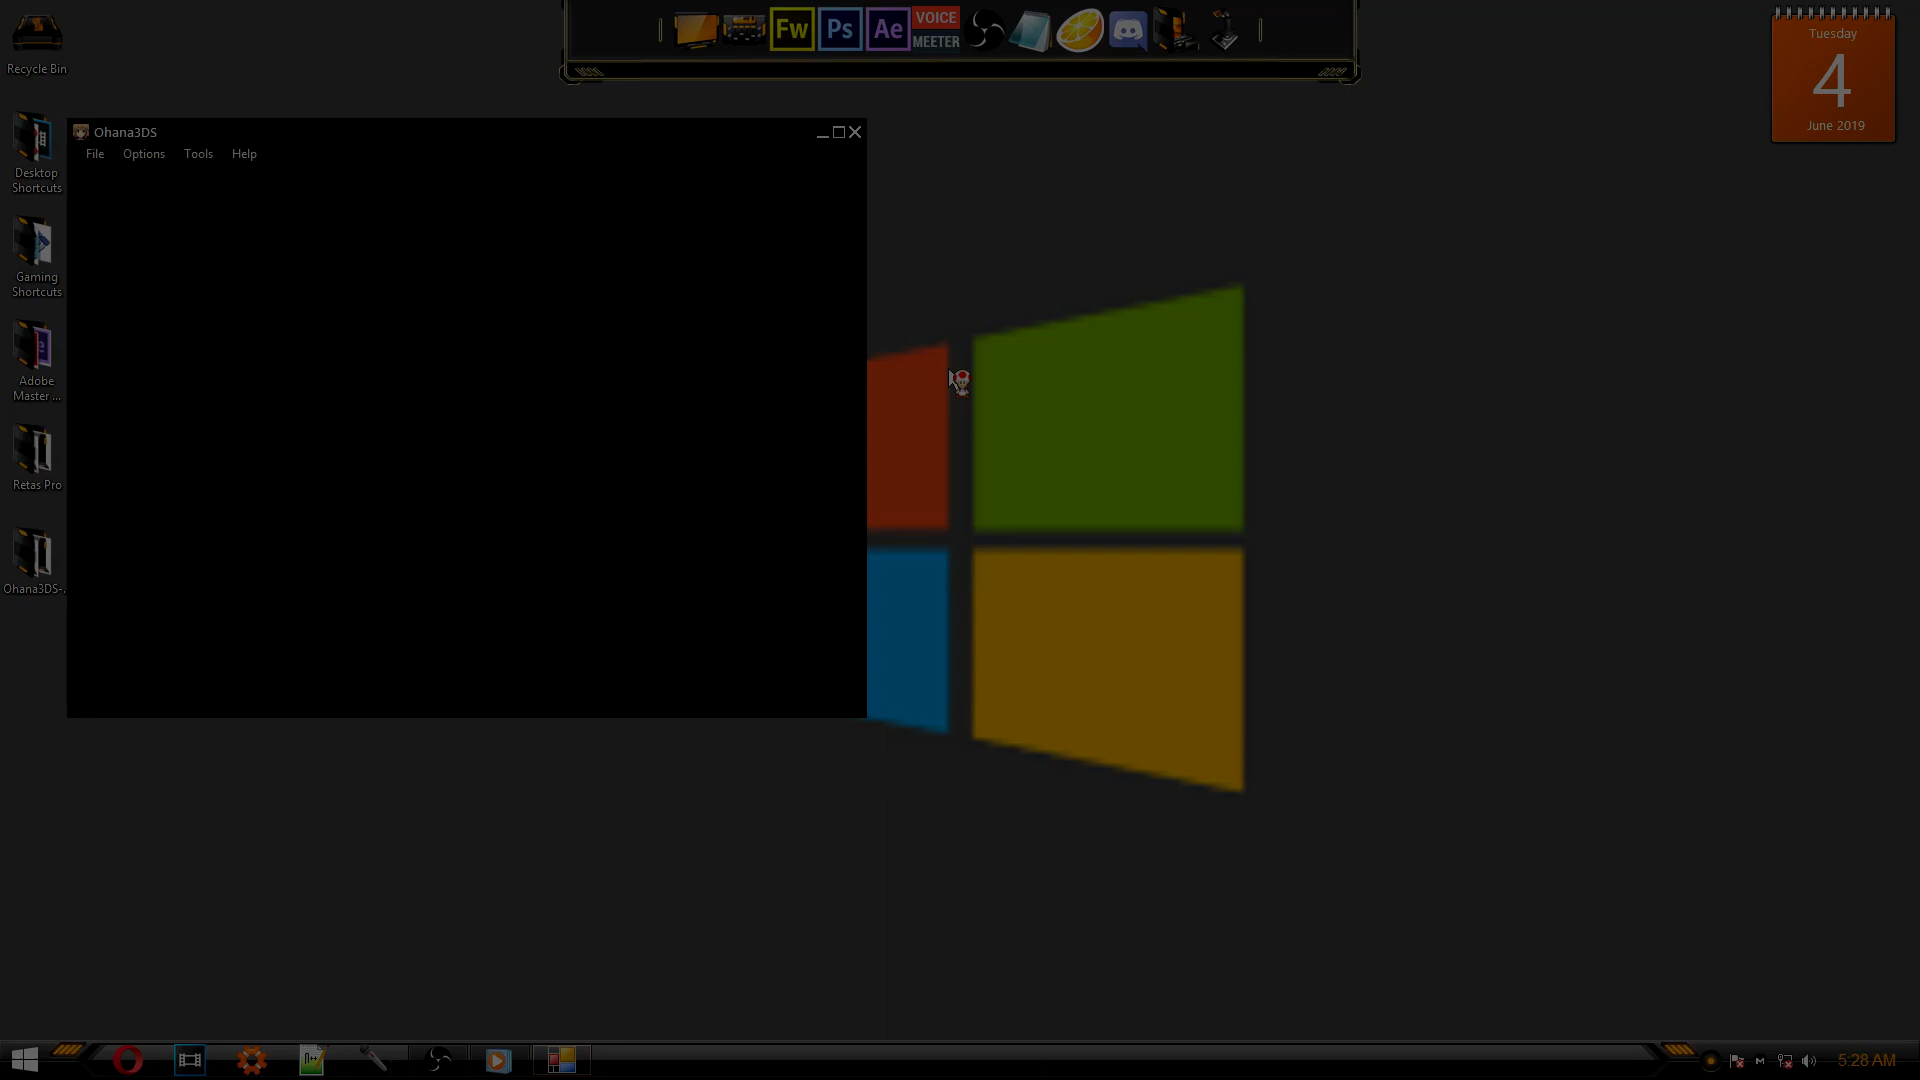 Recycle Bin
Desktop
Shortcuts
Gaming
Shortcuts
Adobe
Master ...
Retas Pro
Ohana3DS-..
Fw
Ps
Ae
VOICE
MEETER
Tuesday
4
June 2019
Ohana3DS
File Options Tools Help
5:28 AM